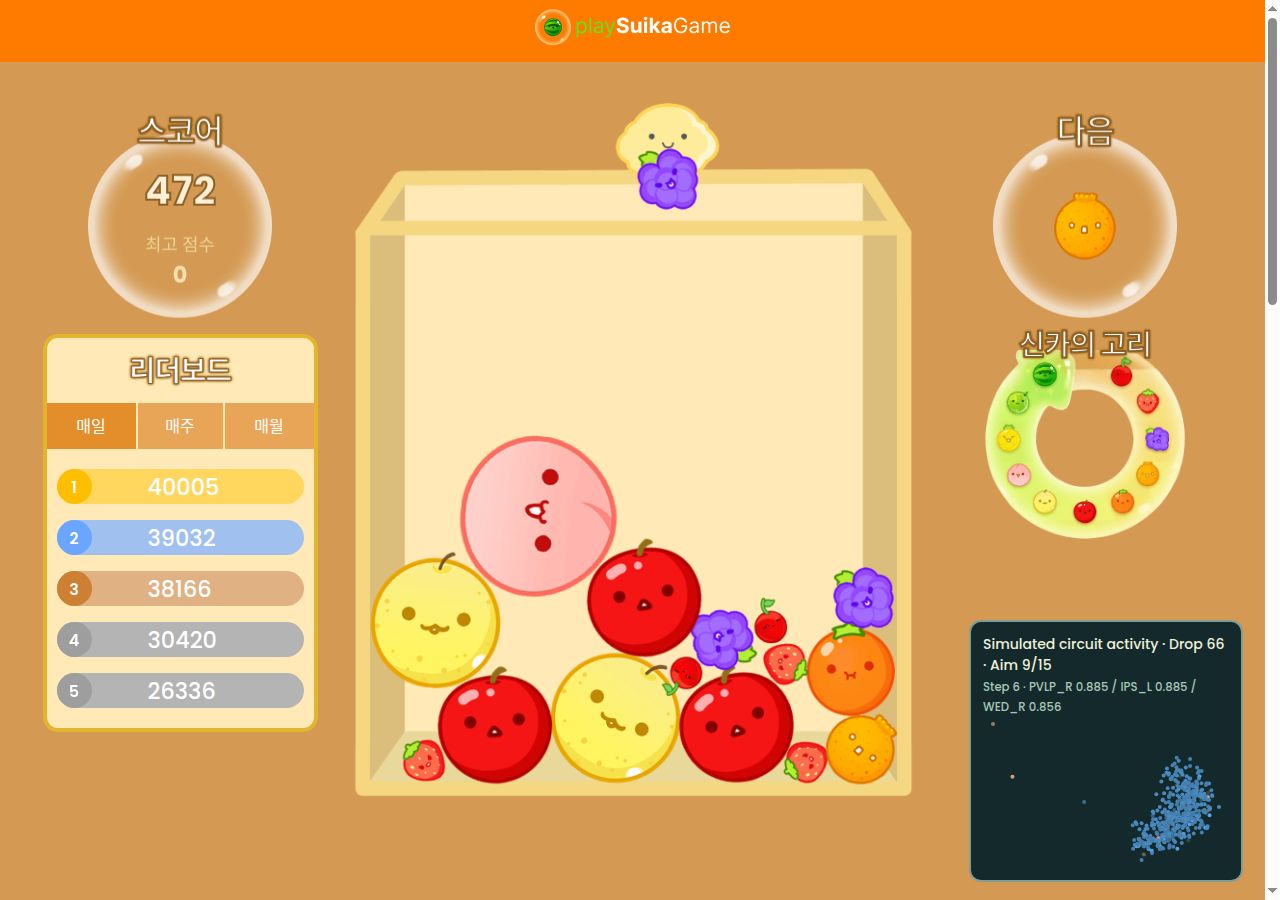 playSuikaGame
스코어
472
최고 점수
0
다음
신카의 고리
리더보드
매일 매주 매월
1 40005
2 39032
3 38166
4 30420
5 26336
Simulated circuit activity · Drop 66
· Aim 9/15
Step 6 · PVLP_R 0.885 / IPS_L 0.885 /
WED_R 0.856